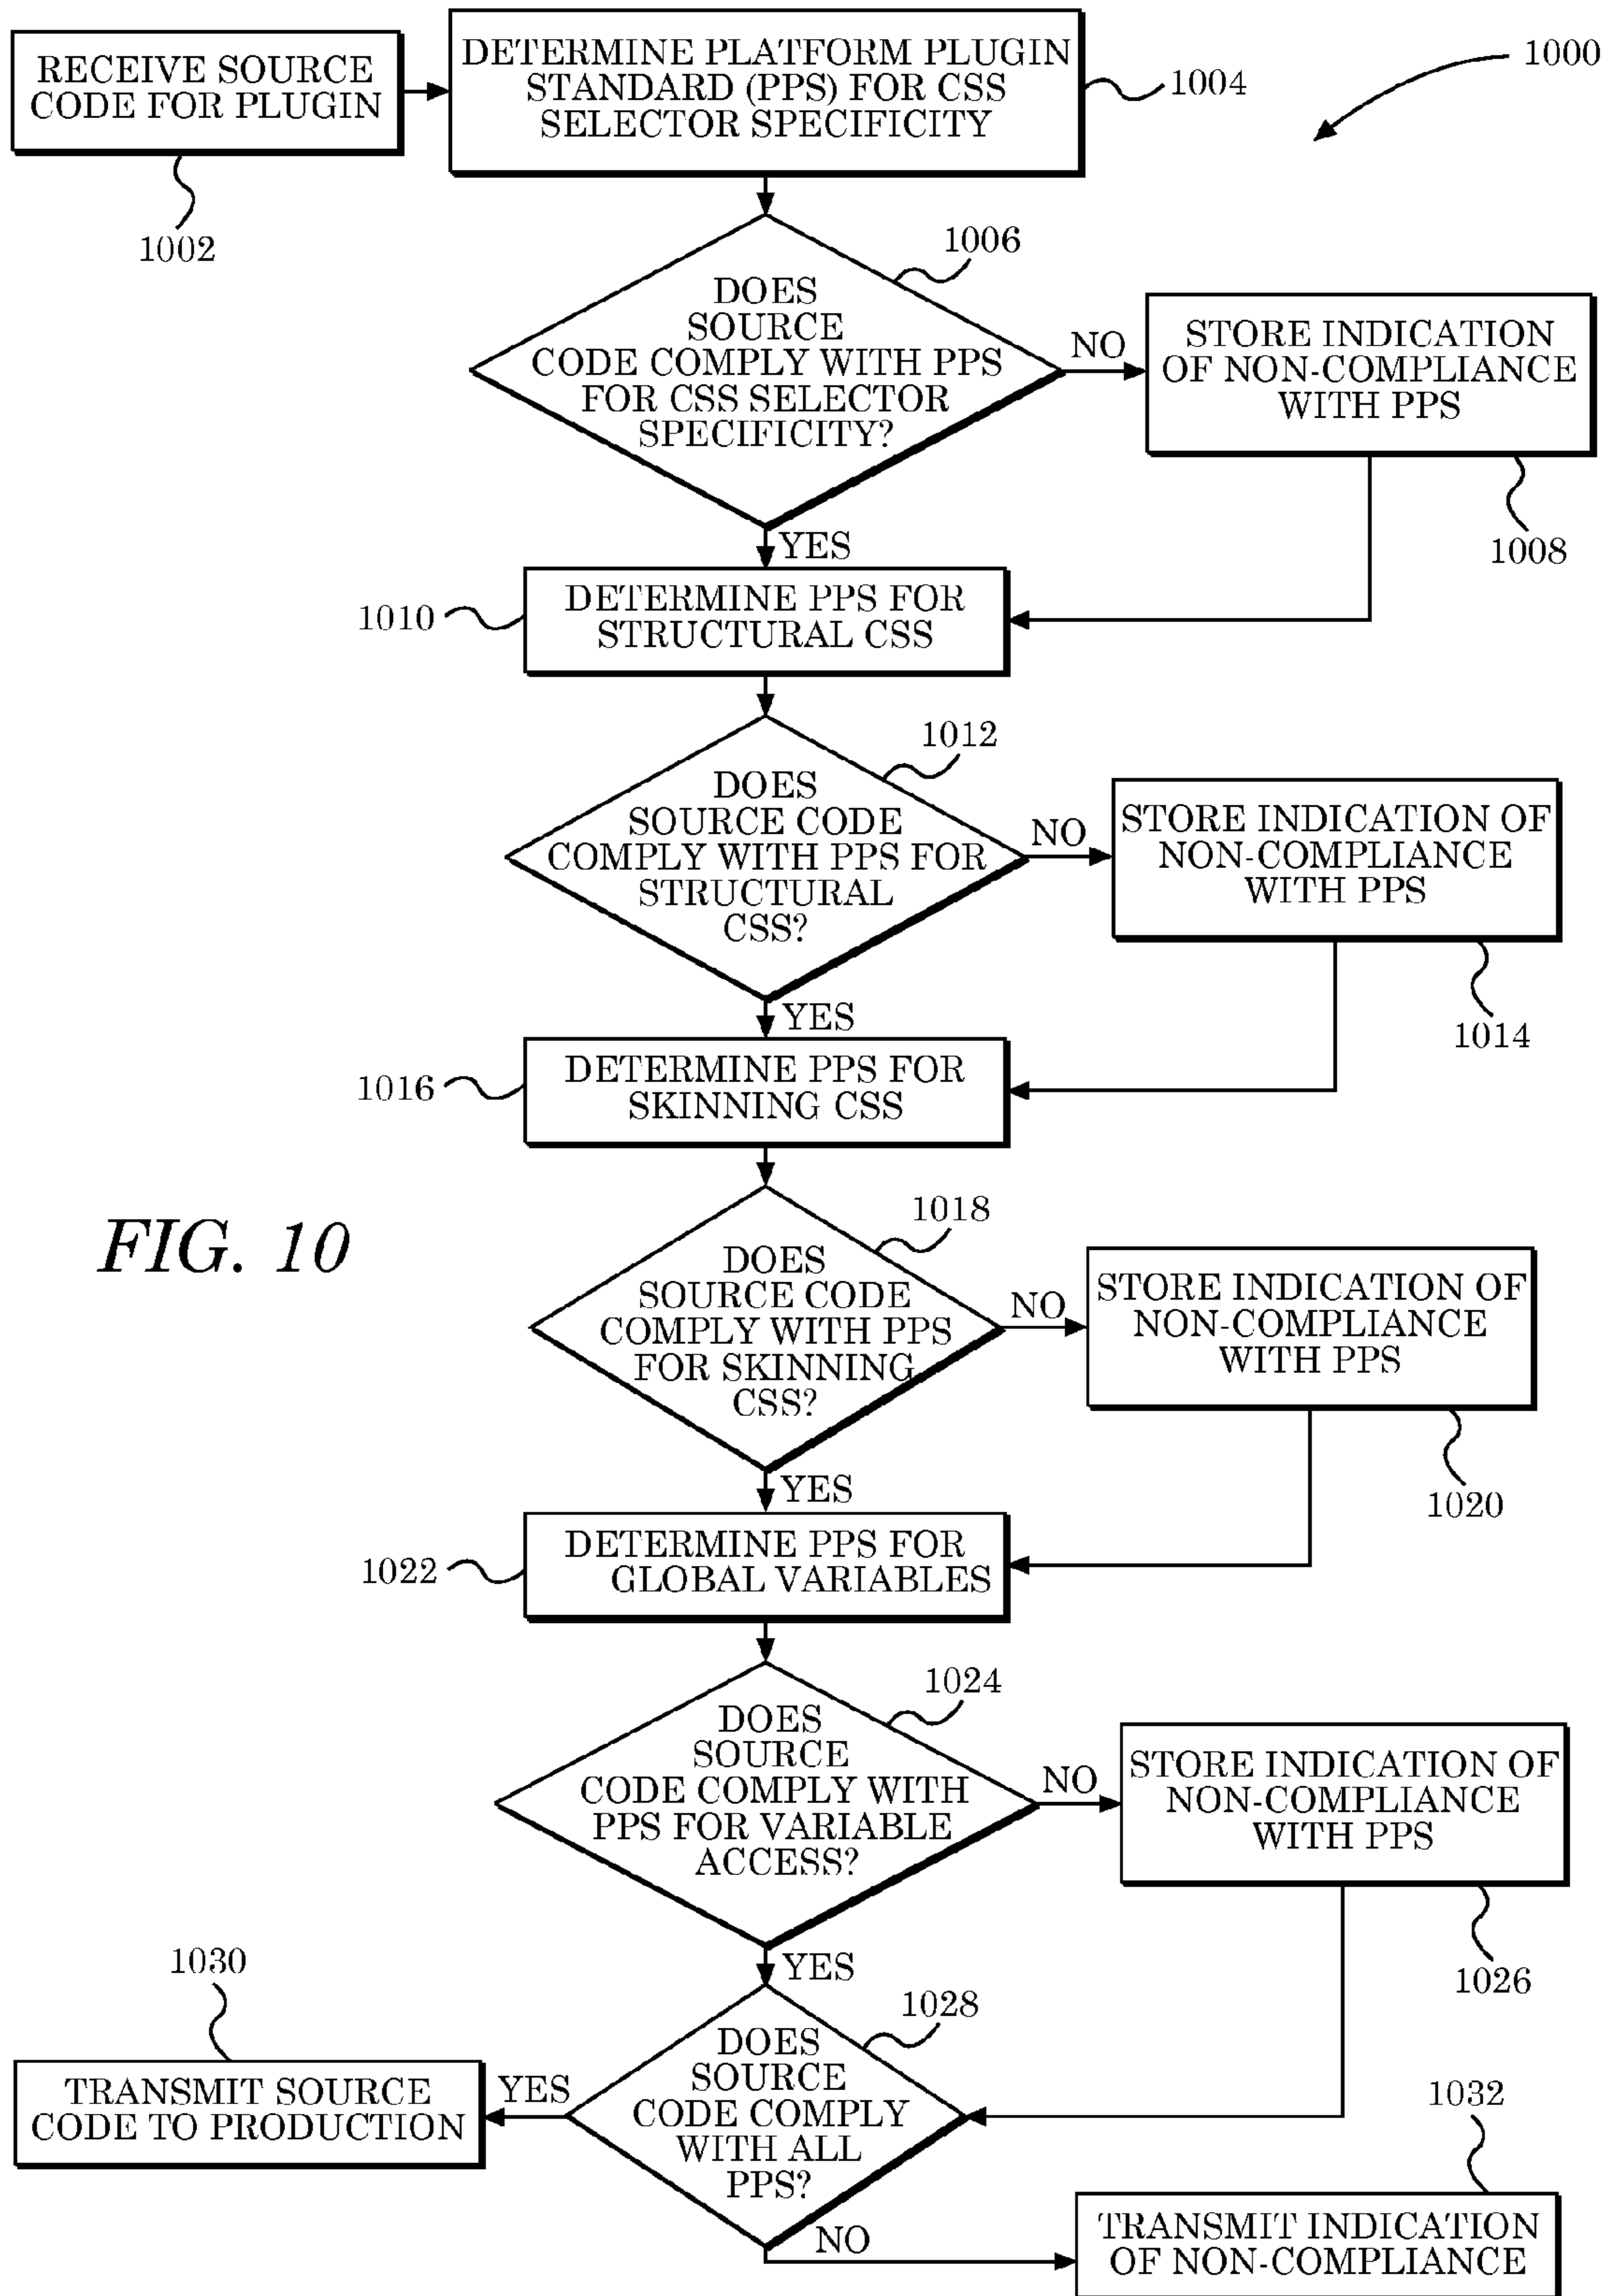 RECEIVE SOURCE
CODE FOR PLUGIN
1002
DETERMINE PLATFORM PLUGIN
STANDARD (PPS) FOR CSS
SELECTOR SPECIFICITY
1004
1000
DOES
SOURCE
CODE COMPLY WITH PPS
FOR CSS SELECTOR
SPECIFICITY?
1006
NO
STORE INDICATION
OF NON-COMPLIANCE
WITH PPS
1008
YES
1010
DETERMINE PPS FOR
STRUCTURAL CSS
1012
DOES
SOURCE CODE
COMPLY WITH PPS FOR
STRUCTURAL
CSS?
NO
STORE INDICATION OF
NON-COMPLIANCE
WITH PPS
1014
YES
1016
DETERMINE PPS FOR
SKINNING CSS
FIG. 10
1018
DOES
SOURCE CODE
COMPLY WITH PPS
FOR SKINNING
CSS?
NO
STORE INDICATION OF
NON-COMPLIANCE
WITH PPS
1020
YES
1022
DETERMINE PPS FOR
GLOBAL VARIABLES
1024
DOES
SOURCE
CODE COMPLY WITH
PPS FOR VARIABLE
ACCESS?
NO
STORE INDICATION OF
NON-COMPLIANCE
WITH PPS
1026
YES
1028
DOES
SOURCE
CODE COMPLY
WITH ALL
PPS?
YES
1030
TRANSMIT SOURCE
CODE TO PRODUCTION
NO
1032
TRANSMIT INDICATION
OF NON-COMPLIANCE